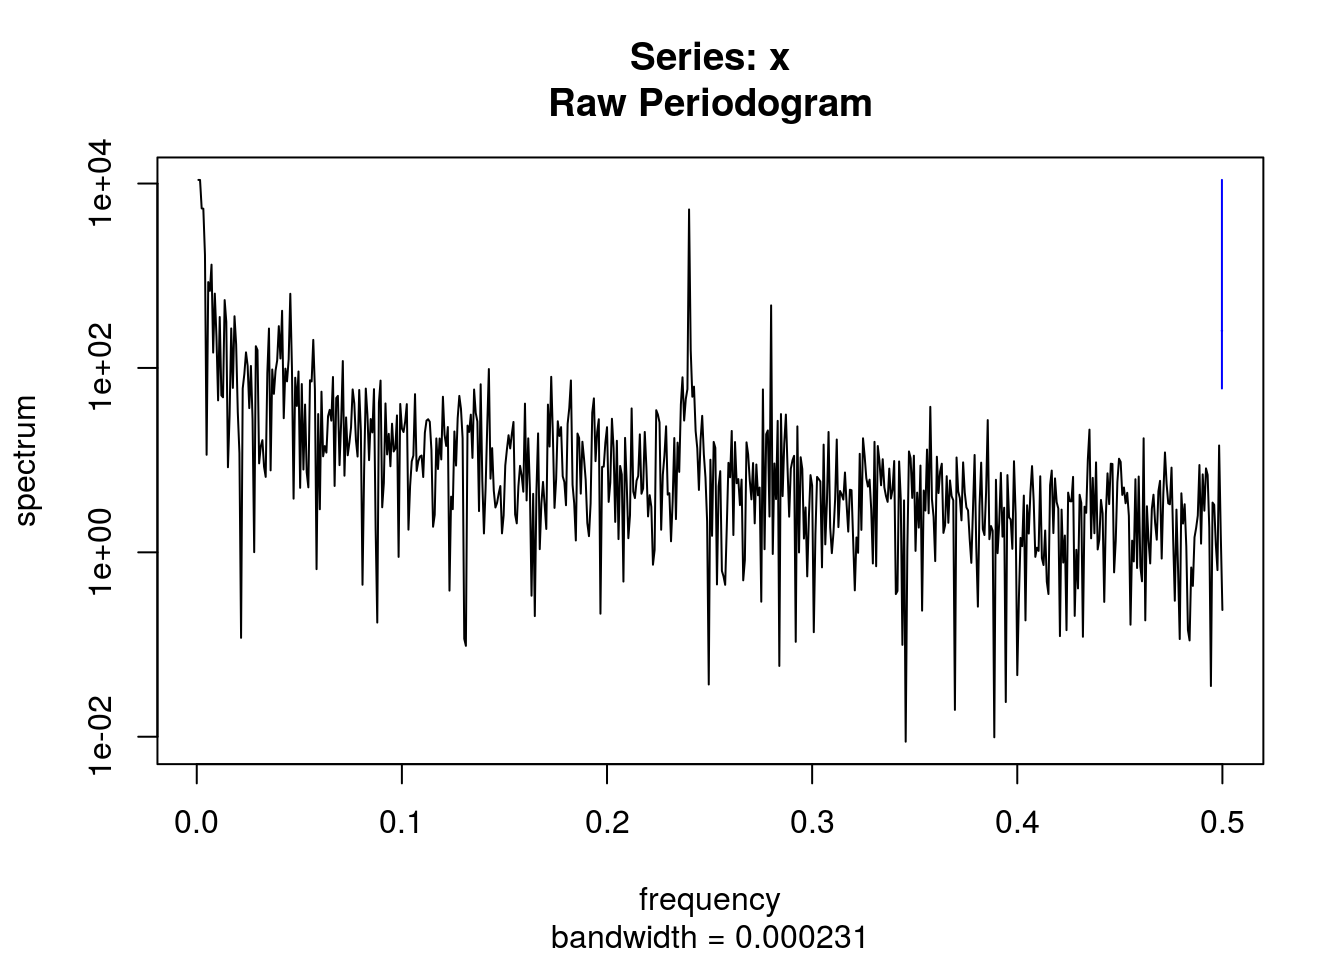 Series: x
Raw Periodogram
spectrum
1e+04
1e+02
1e+00
1e-02
0.0 0.1 0.2 0.3 0.4 0.5
frequency
bandwidth = 0.000231